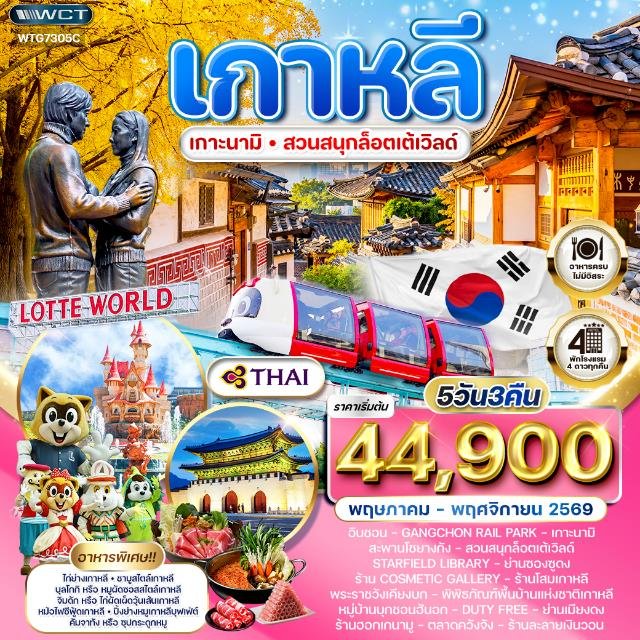 WCT
WTG7305C
เกาหลี
เกาะนามิ • สวนสนุกล็อตเต้เวิลด์
อาหารครบ
ไม่มีอิสระ
4
พักโรงแรม
4 ดาวทุกคืน
LOTTE WORLD
THAI
5วัน3คืน
ราคาเริ่มต้น
44,900
พฤษภาคม - พฤศจิกายน 2569
อินชอน - GANGCHON RAIL PARK - เกาะนามิ
สะพานโซยางกัง - สวนสนุกล็อตเต้เวิลด์
STARFIELD LIBRARY - ย่านซองซูดง
ร้าน COSMETIC GALLERY - ร้านโสมเกาหลี
พระราชวังเคียงบก - พิพิธภัณฑ์พื้นบ้านแห่งชาติเกาหลี
หมู่บ้านบุกชอนฮันอก - DUTY FREE - ย่านเมียงดง
ร้านฮอกเกนามู - ตลาดควังจัง - ร้านละลายเงินวอน
อาหารพิเศษ!!
ไก่ย่างเกาหลี • ชาบูสไตล์เกาหลี
บูลโกกิ หรือ หมูผัดซอสสไตล์เกาหลี
จิมดัก หรือ ไก่ผัดเผ็ดวุ้นเส้นเกาหลี
หม้อไฟซีฟู้ดเกาหลี • ปิ้งย่างหมูเกาหลีบุฟเฟ่ต์
คัมจาทัง หรือ ซุปกระดูกหมู